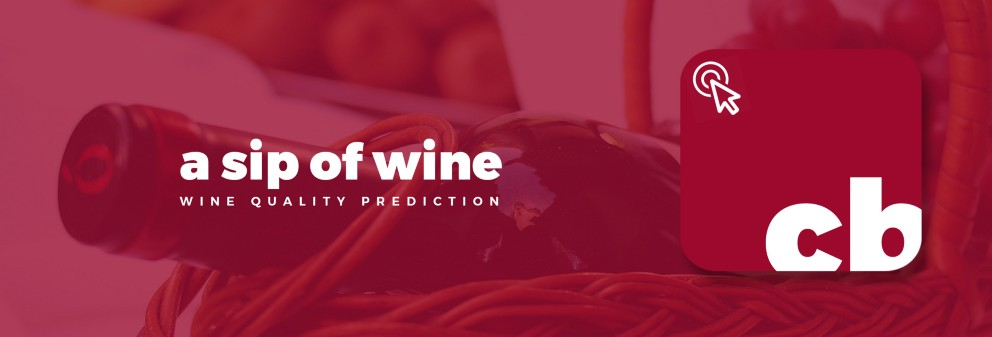 a sip of wine
WINE QUALITY PREDICTION
cb